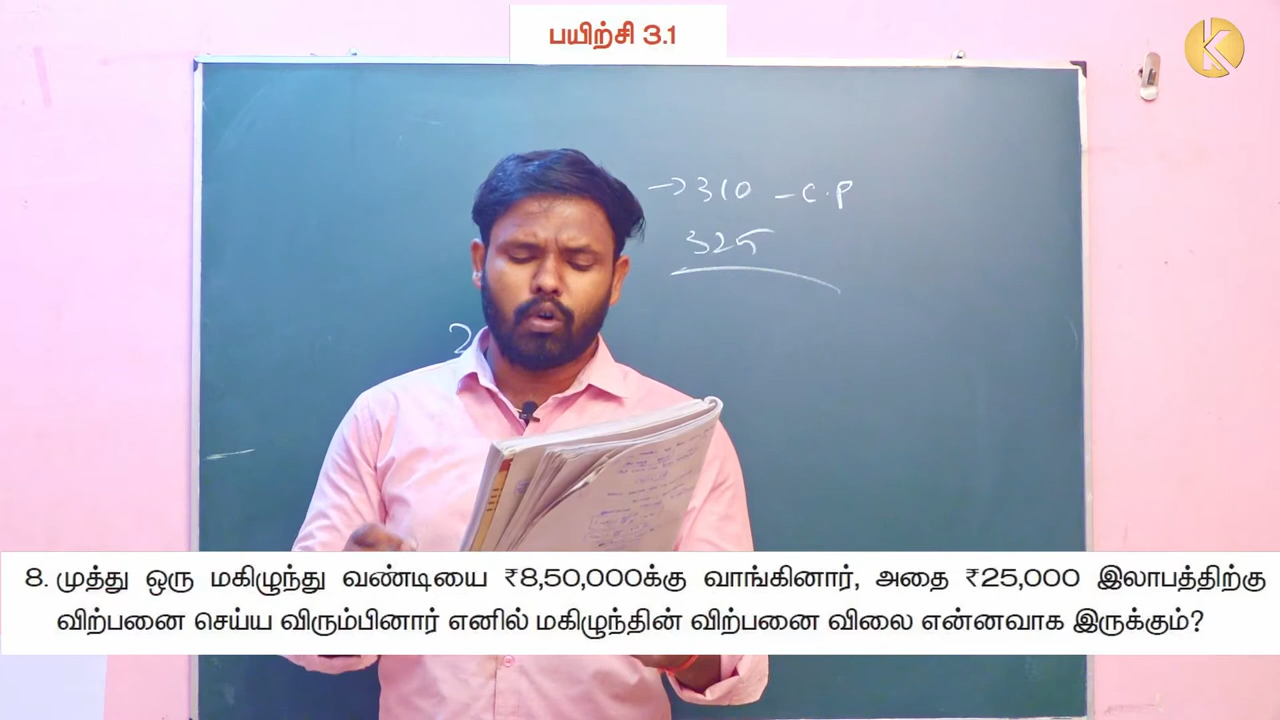 பயிற்சி 3.1
→310 - C.P
325
2
8. முத்து ஒரு மகிழுந்து வண்டியை ₹8,50,000க்கு வாங்கினார், அதை ₹25,000 இலாபத்திற்கு
விற்பனை செய்ய விரும்பினார் எனில் மகிழுந்தின் விற்பனை விலை என்னவாக இருக்கும்?